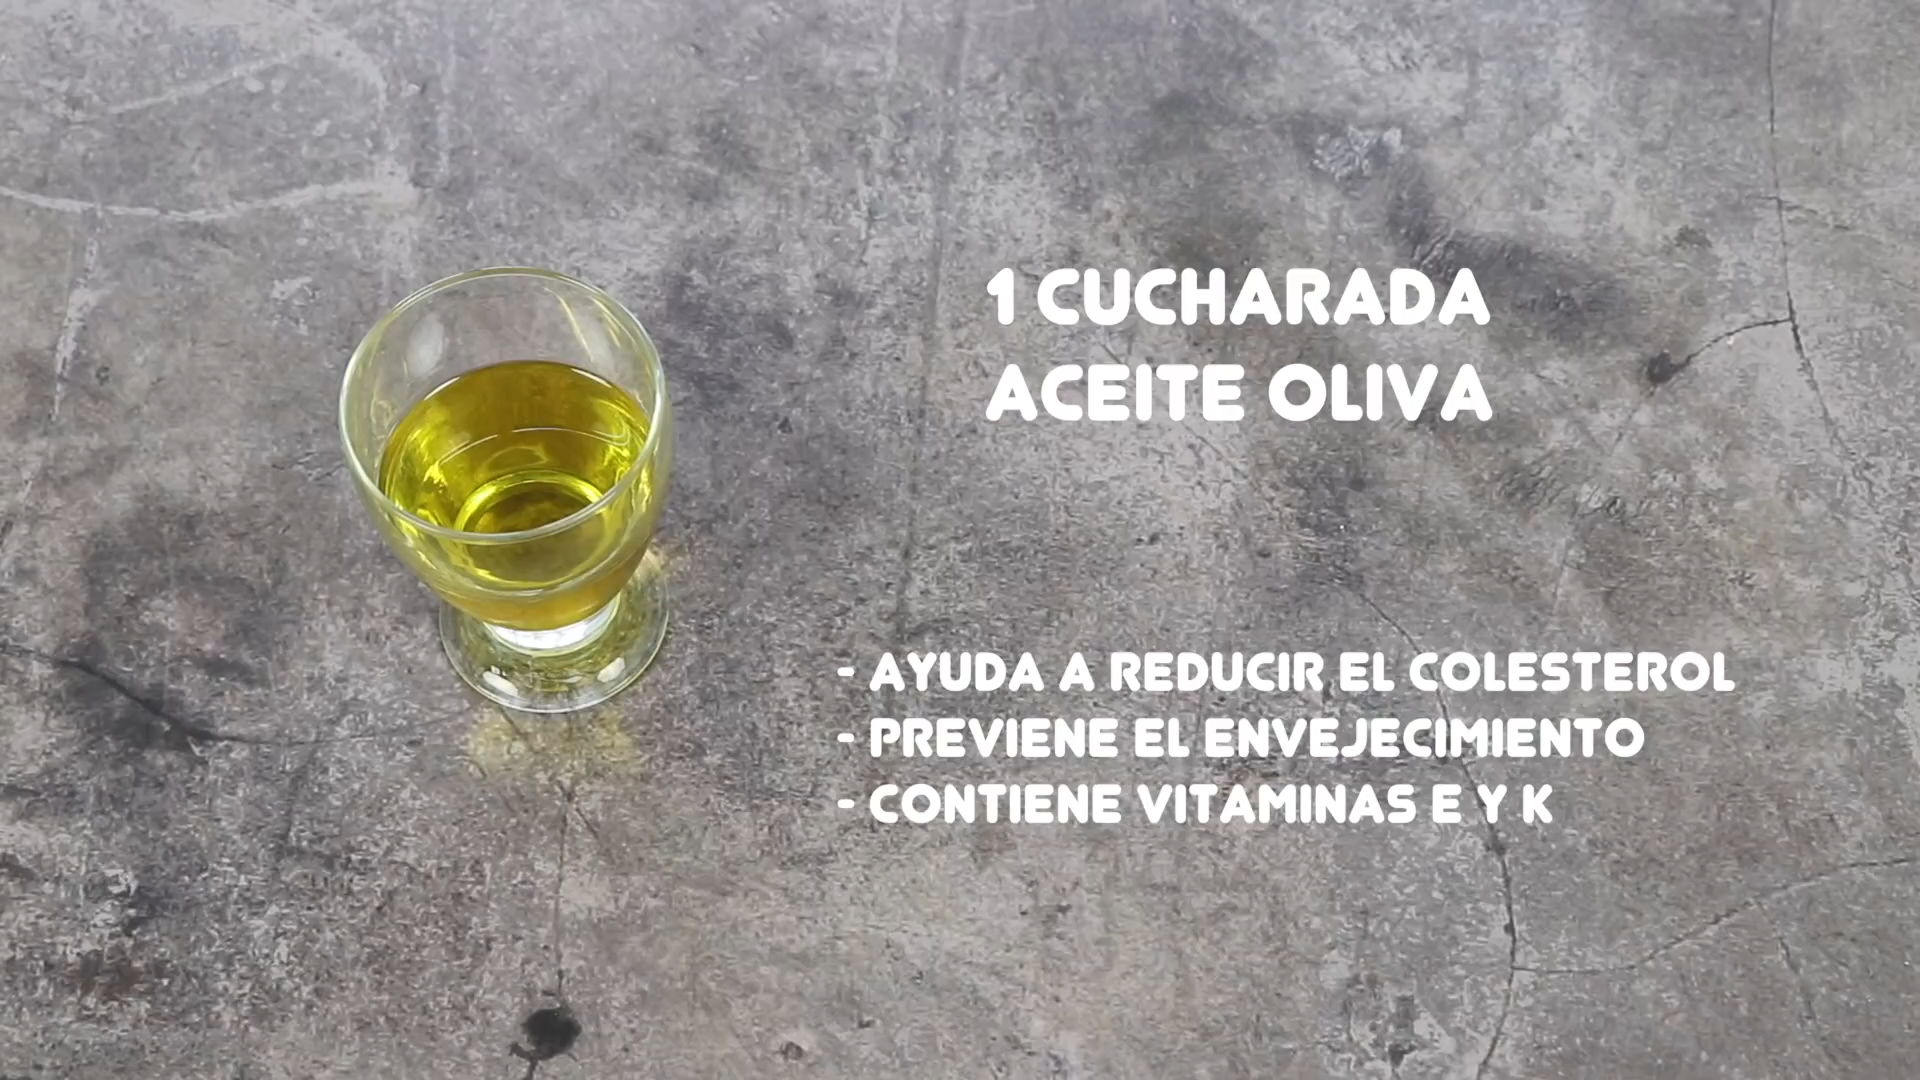 1 CUCHARADA
ACEITE OLIVA
- AYUDA A REDUCIR EL COLESTEROL
- PREVIENE EL ENVEJECIMIENTO
- CONTIENE VITAMINAS E Y K